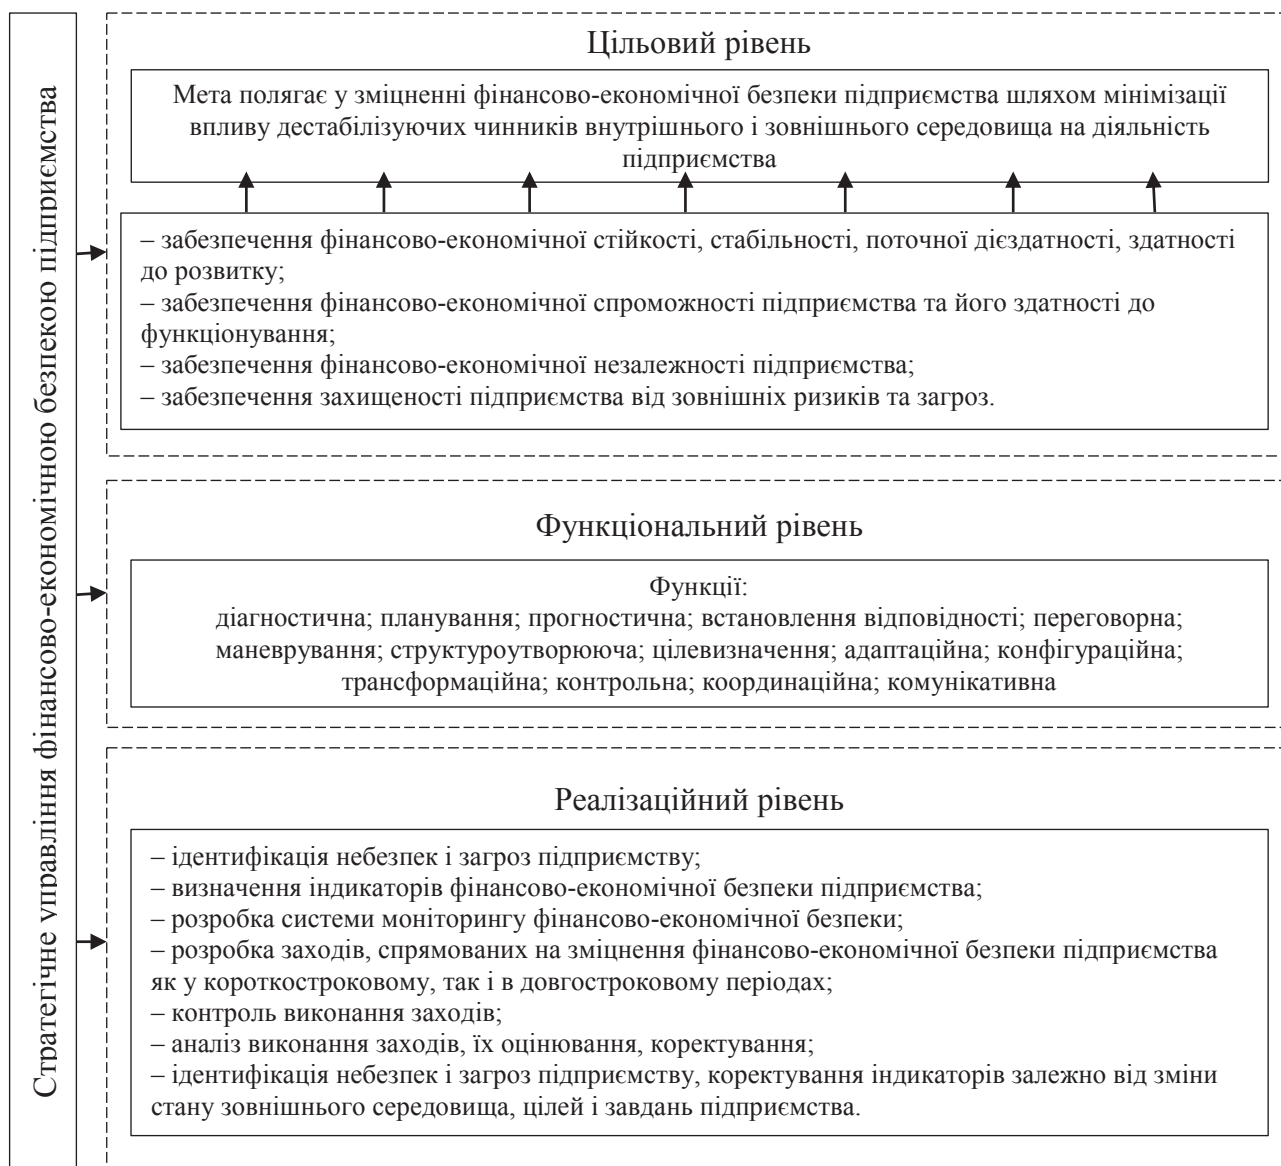 Стратегічне управління фінансово-економічною безпекою підприємства
Цільовий рівень
Мета полягає у зміцненні фінансово-економічної безпеки підприємства шляхом мінімізації
впливу дестабілізуючих чинників внутрішнього і зовнішнього середовища на діяльність
підприємства
– забезпечення фінансово-економічної стійкості, стабільності, поточної дієздатності, здатності
до розвитку;
– забезпечення фінансово-економічної спроможності підприємства та його здатності до
функціонування;
– забезпечення фінансово-економічної незалежності підприємства;
– забезпечення захищеності підприємства від зовнішніх ризиків та загроз.
Функціональний рівень
Функції:
діагностична; планування; прогностична; встановлення відповідності; переговорна;
маневрування; структуроутворююча; цілевизначення; адаптаційна; конфігураційна;
трансформаційна; контрольна; координаційна; комунікативна
Реалізаційний рівень
– ідентифікація небезпек і загроз підприємству;
– визначення індикаторів фінансово-економічної безпеки підприємства;
– розробка системи моніторингу фінансово-економічної безпеки;
– розробка заходів, спрямованих на зміцнення фінансово-економічної безпеки підприємства
як у короткостроковому, так і в довгостроковому періодах;
– контроль виконання заходів;
– аналіз виконання заходів, їх оцінювання, коректування;
– ідентифікація небезпек і загроз підприємству, коректування індикаторів залежно від зміни
стану зовнішнього середовища, цілей і завдань підприємства.